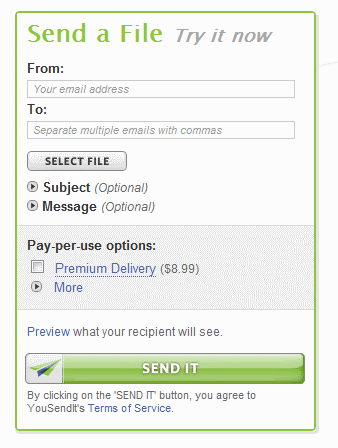 Send a File Try it now
From:
Your email address
To:
Separate multiple emails with commas
SELECT FILE
Subject (Optional)
Message (Optional)
Pay-per-use options:
Premium Delivery ($8.99)
More
Preview what your recipient will see.
SEND IT
By clicking on the 'SEND IT' button, you agree to
YouSendIt's Terms of Service.